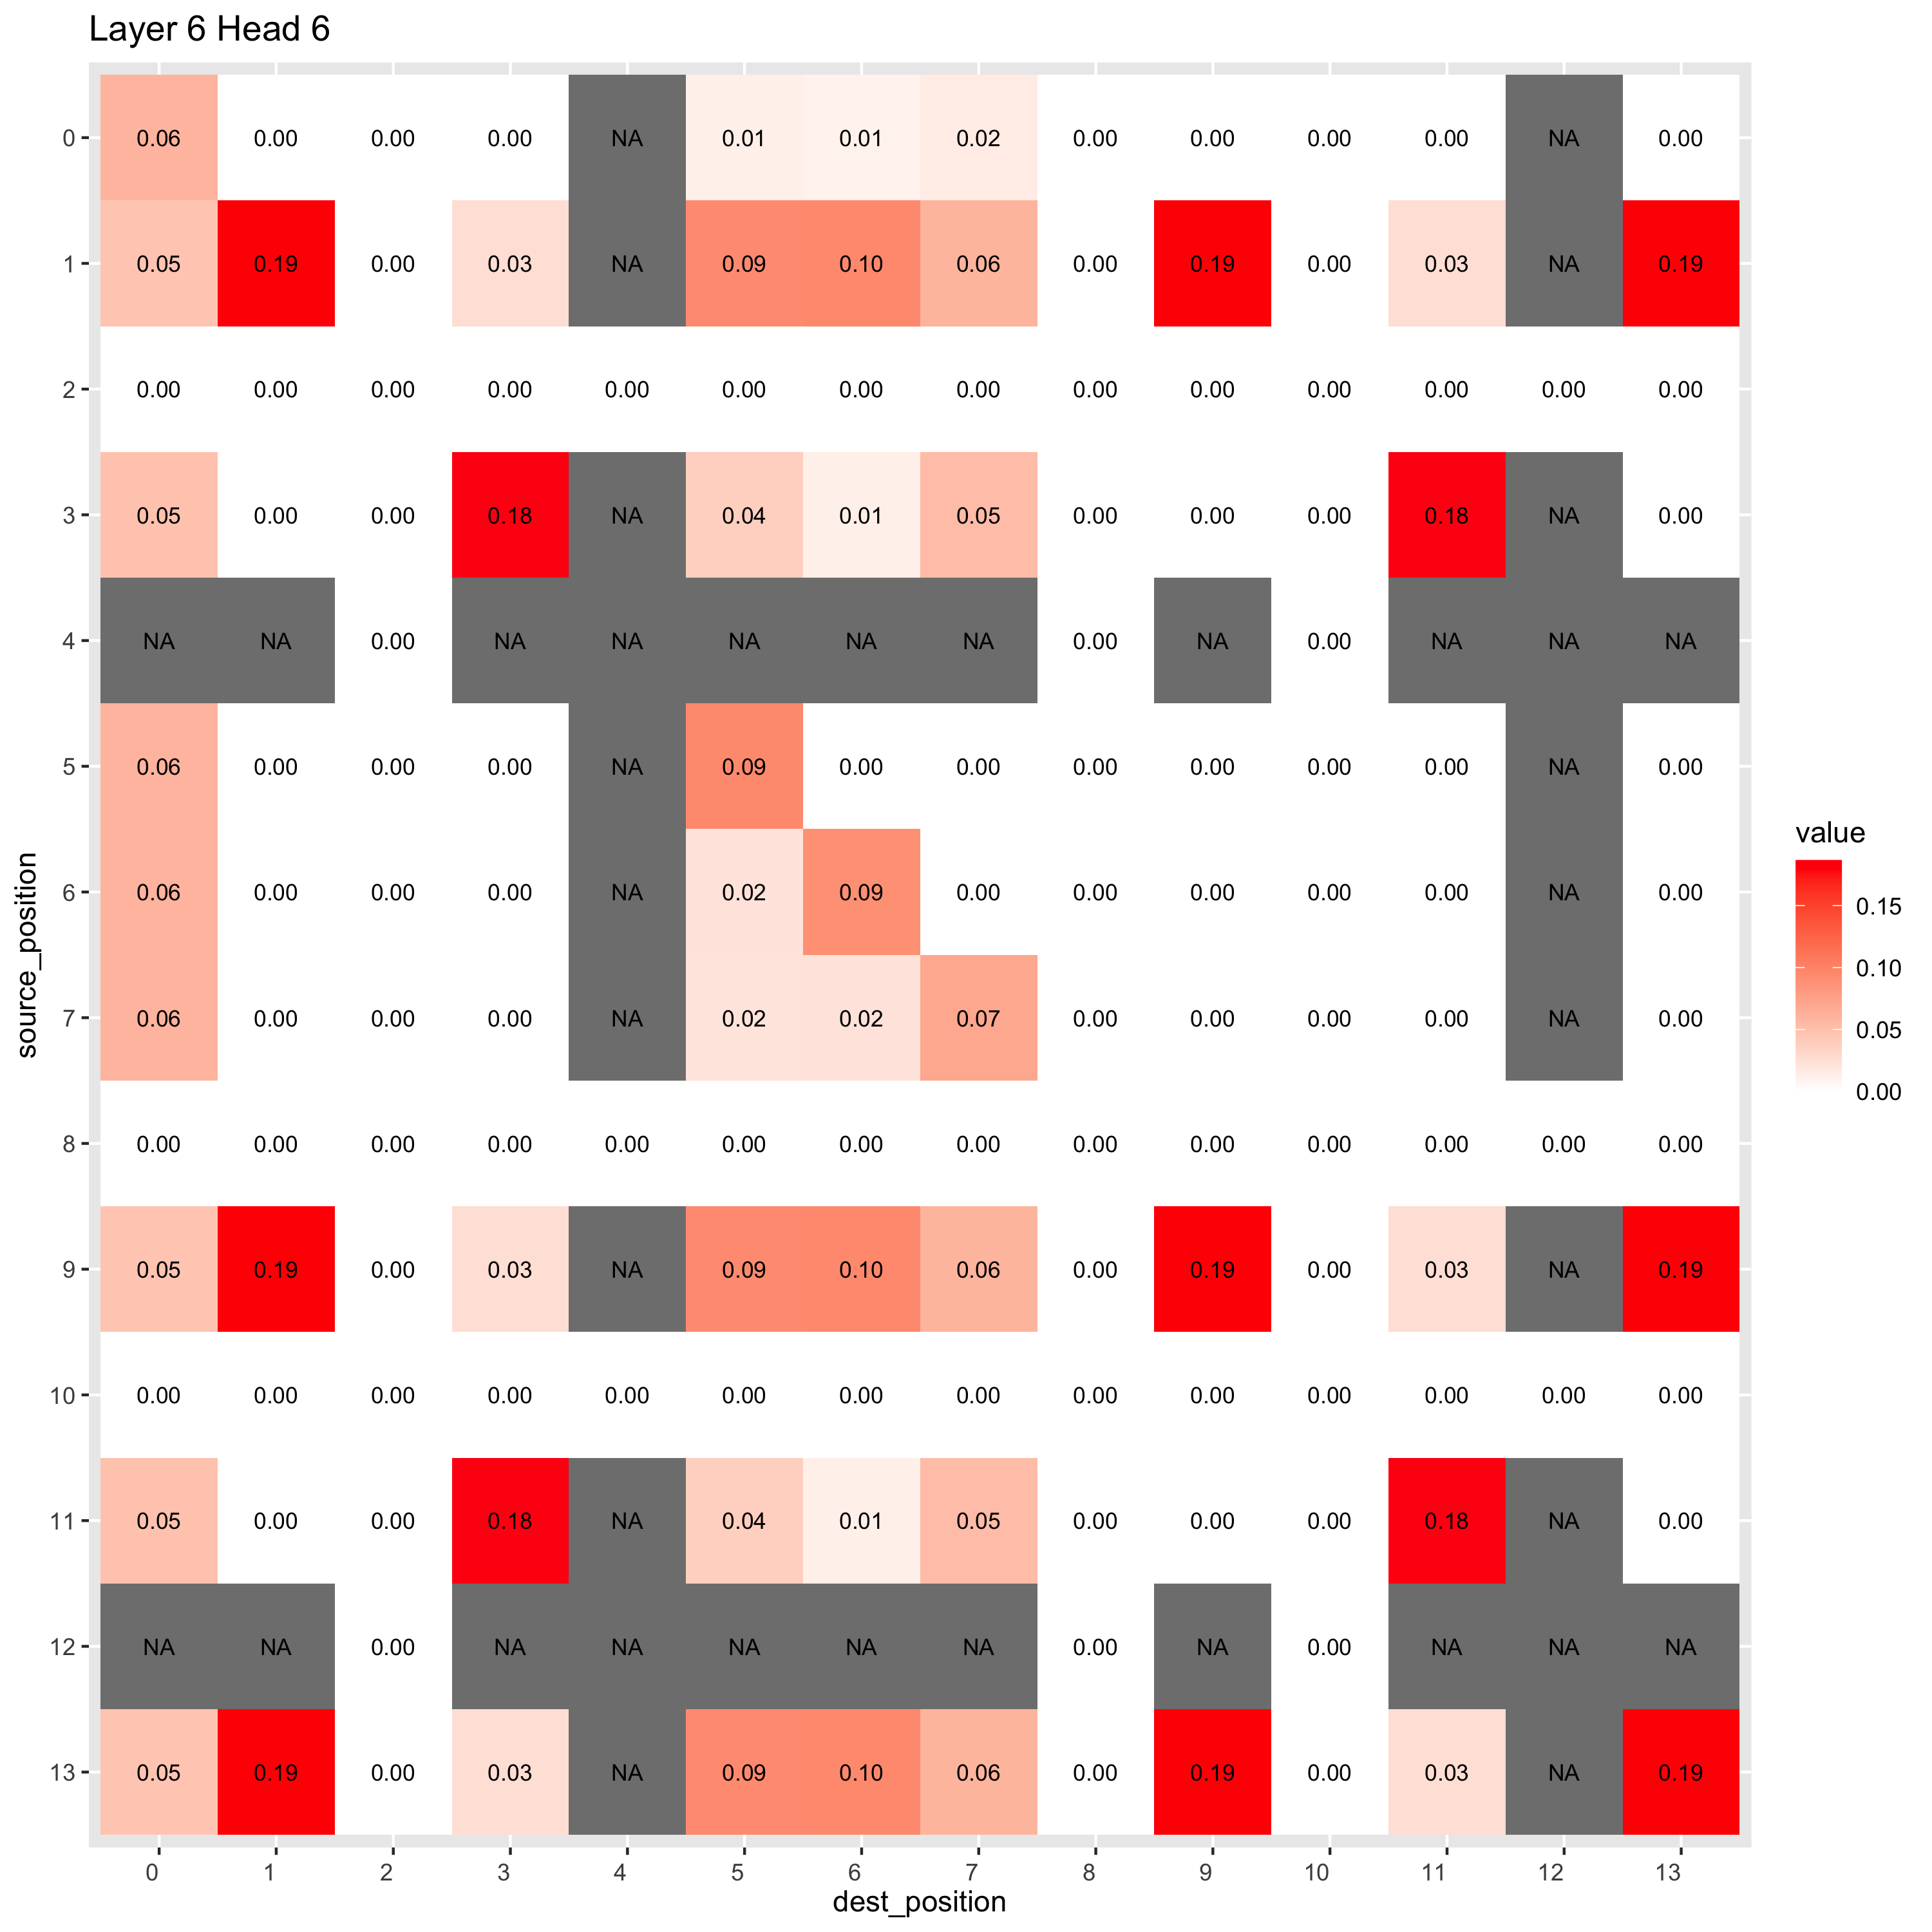 Layer 6 Head 6
0 0.06 0.00 0.00 0.00 NA 0.01 0.01 0.02 0.00 0.00 0.00 0.00 NA 0.00
1 0.05 0.19 0.00 0.03 NA 0.09 0.10 0.06 0.00 0.19 0.00 0.03 NA 0.19
2 0.00 0.00 0.00 0.00 0.00 0.00 0.00 0.00 0.00 0.00 0.00 0.00 0.00 0.00
3 0.05 0.00 0.00 0.18 NA 0.04 0.01 0.05 0.00 0.00 0.00 0.18 NA 0.00
4 NA NA 0.00 NA NA NA NA NA 0.00 NA 0.00 NA NA NA
5 0.06 0.00 0.00 0.00 NA 0.09 0.00 0.00 0.00 0.00 0.00 0.00 NA 0.00
6 0.06 0.00 0.00 0.00 NA 0.02 0.09 0.00 0.00 0.00 0.00 0.00 NA 0.00
7 0.06 0.00 0.00 0.00 NA 0.02 0.02 0.07 0.00 0.00 0.00 0.00 NA 0.00
8 0.00 0.00 0.00 0.00 0.00 0.00 0.00 0.00 0.00 0.00 0.00 0.00 0.00 0.00
9 0.05 0.19 0.00 0.03 NA 0.09 0.10 0.06 0.00 0.19 0.00 0.03 NA 0.19
10 0.00 0.00 0.00 0.00 0.00 0.00 0.00 0.00 0.00 0.00 0.00 0.00 0.00 0.00
11 0.05 0.00 0.00 0.18 NA 0.04 0.01 0.05 0.00 0.00 0.00 0.18 NA 0.00
12 NA NA 0.00 NA NA NA NA NA 0.00 NA 0.00 NA NA NA
13 0.05 0.19 0.00 0.03 NA 0.09 0.10 0.06 0.00 0.19 0.00 0.03 NA 0.19
0 1 2 3 4 5 6 7 8 9 10 11 12 13
dest_position
source_position
value
0.15
0.10
0.05
0.00